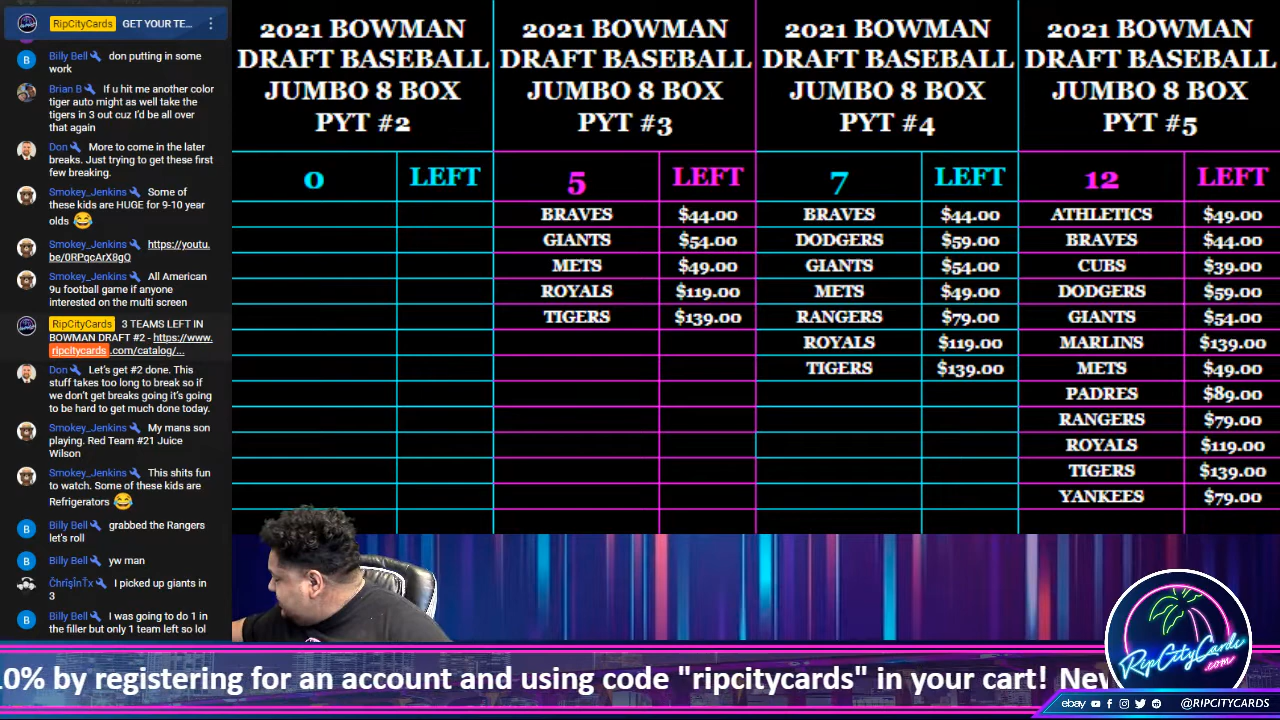 RipCityCards GET YOUR TE...
Billy Bell don putting in some
work
Brian B If u hit me another color
tiger auto might as well take the
tigers in 3 out cuz I'd be all over
that again
Don More to come in the later
breaks. Just trying to get these first
few breaking.
Smokey_Jenkins Some of
these kids are HUGE for 9-10 year
olds 😂
Smokey_Jenkins https://youtu.
be/0RPqcArX8gQ
Smokey_Jenkins All American
9u football game if anyone
interested on the multi screen
RipCityCards 3 TEAMS LEFT IN
BOWMAN DRAFT #2 - https://www.
ripcitycards.com/catalog/...
Don Let's get #2 done. This
stuff takes too long to break so if
we don't get breaks going it's going
to be hard to get much done today.
Smokey_Jenkins My mans son
playing. Red Team #21 Juice
Wilson
Smokey_Jenkins This shits fun
to watch. Some of these kids are
Refrigerators 😂
Billy Bell grabbed the Rangers
let's roll
Billy Bell yw man
I picked up giants in
3
Billy Bell I was going to do 1 in
the filler but only 1 team left so lol
2021 BOWMAN
DRAFT BASEBALL
JUMBO 8 BOX
PYT #2
0 LEFT
2021 BOWMAN
DRAFT BASEBALL
JUMBO 8 BOX
PYT #3
5 LEFT
BRAVES $44.00
GIANTS $54.00
METS $49.00
ROYALS $119.00
TIGERS $139.00
2021 BOWMAN
DRAFT BASEBALL
JUMBO 8 BOX
PYT #4
7 LEFT
BRAVES $44.00
DODGERS $59.00
GIANTS $54.00
METS $49.00
RANGERS $79.00
ROYALS $119.00
TIGERS $139.00
2021 BOWMAN
DRAFT BASEBALL
JUMBO 8 BOX
PYT #5
12 LEFT
ATHLETICS $49.00
BRAVES $44.00
CUBS $39.00
DODGERS $59.00
GIANTS $54.00
MARLINS $139.00
METS $49.00
PADRES $89.00
RANGERS $79.00
ROYALS $119.00
TIGERS $139.00
YANKEES $79.00
RipCityCards
.com
10% by registering for an account and using code "ripcitycards" in your cart! Nev
ebay @RIPCITYCARDS